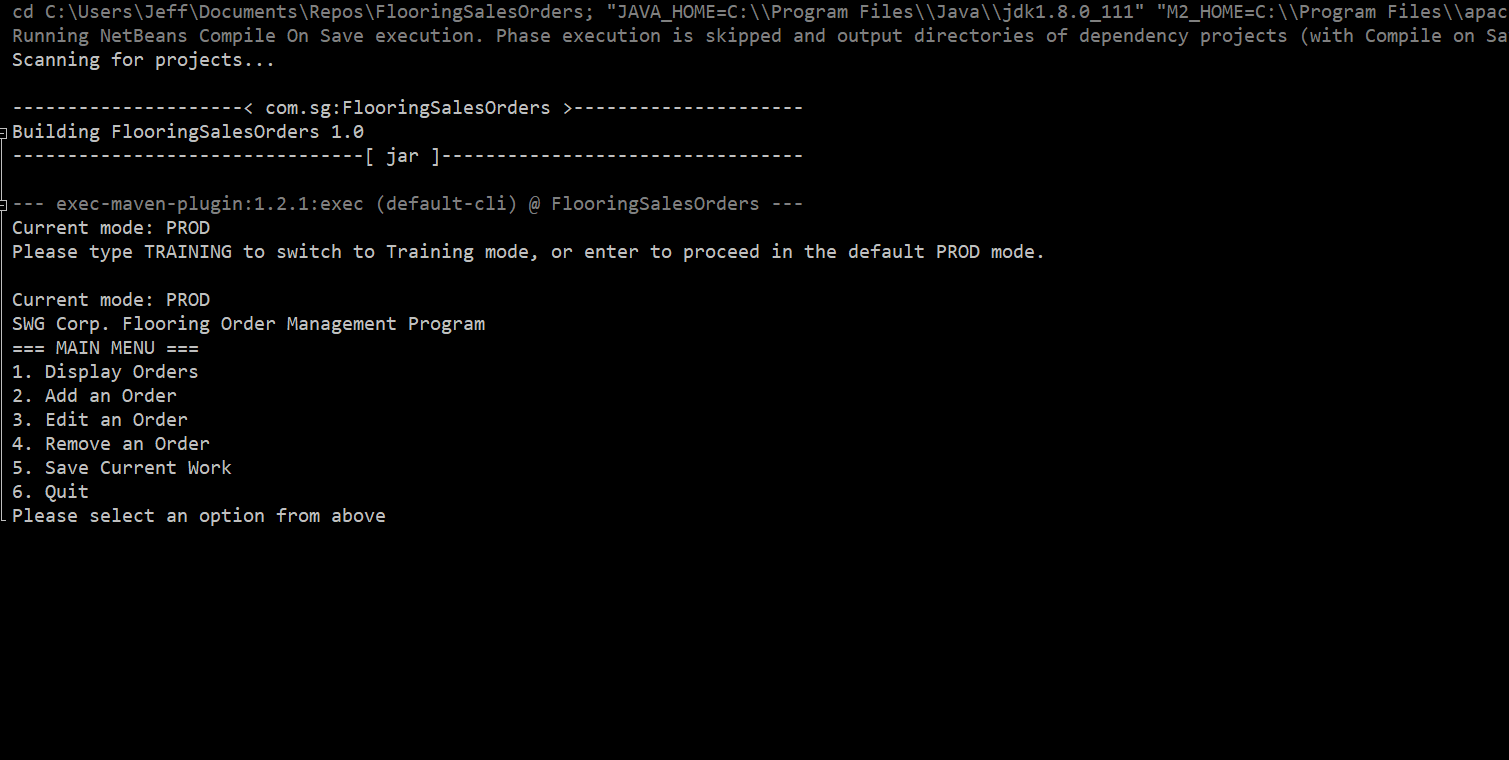 cd C:\Users\Jeff\Documents\Repos\FlooringSalesOrders; "JAVA_HOME=C:\\Program Files\\Java\\jdk1.8.0_111" "M2_HOME=C:\\Program Files\\apac
Running NetBeans Compile On Save execution. Phase execution is skipped and output directories of dependency projects (with Compile on Sa
Scanning for projects...
---------------------< com.sg:FlooringSalesOrders >---------------------
Building FlooringSalesOrders 1.0
--------------------------------[ jar ]---------------------------------
--- exec-maven-plugin:1.2.1:exec (default-cli) @ FlooringSalesOrders ---
Current mode: PROD
Please type TRAINING to switch to Training mode, or enter to proceed in the default PROD mode.
Current mode: PROD
SWG Corp. Flooring Order Management Program
=== MAIN MENU ===
1. Display Orders
2. Add an Order
3. Edit an Order
4. Remove an Order
5. Save Current Work
6. Quit
Please select an option from above